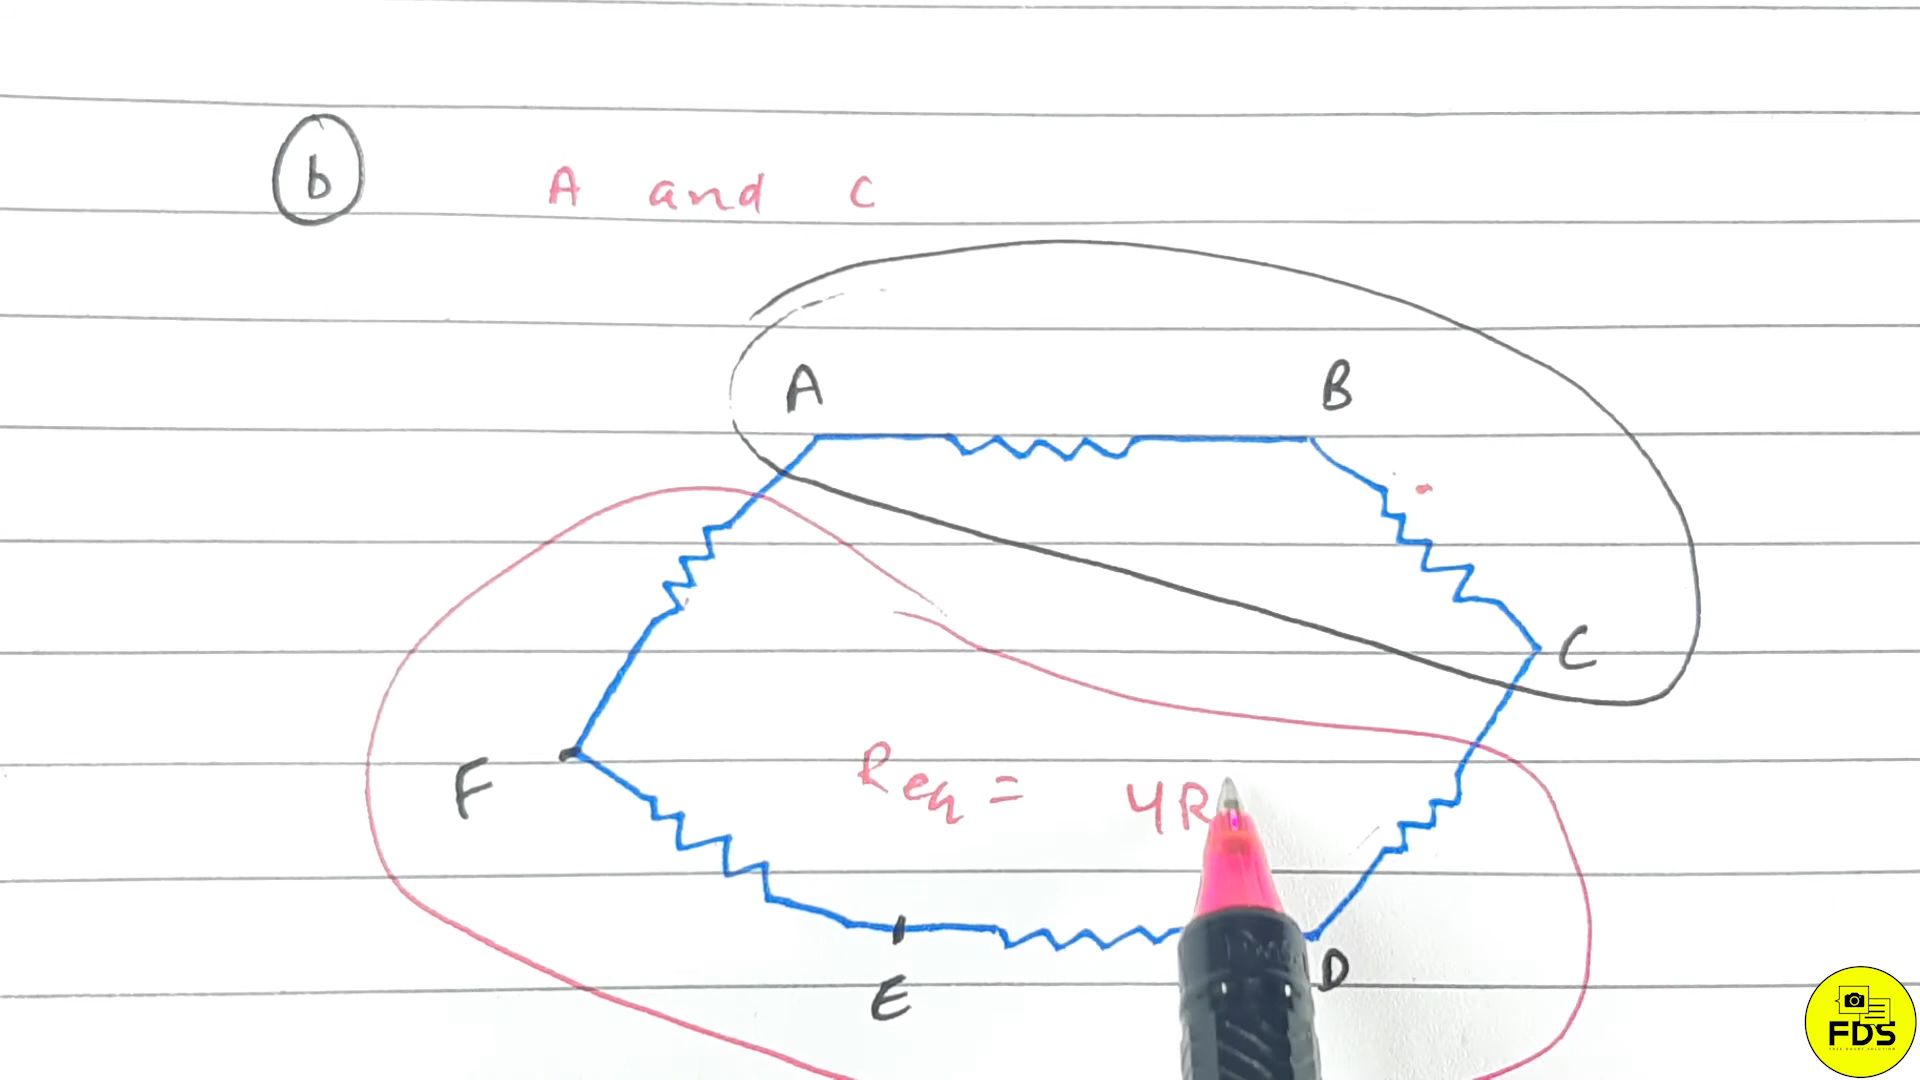 b A and C
A B
C
F Req = 4R
E D
FDS